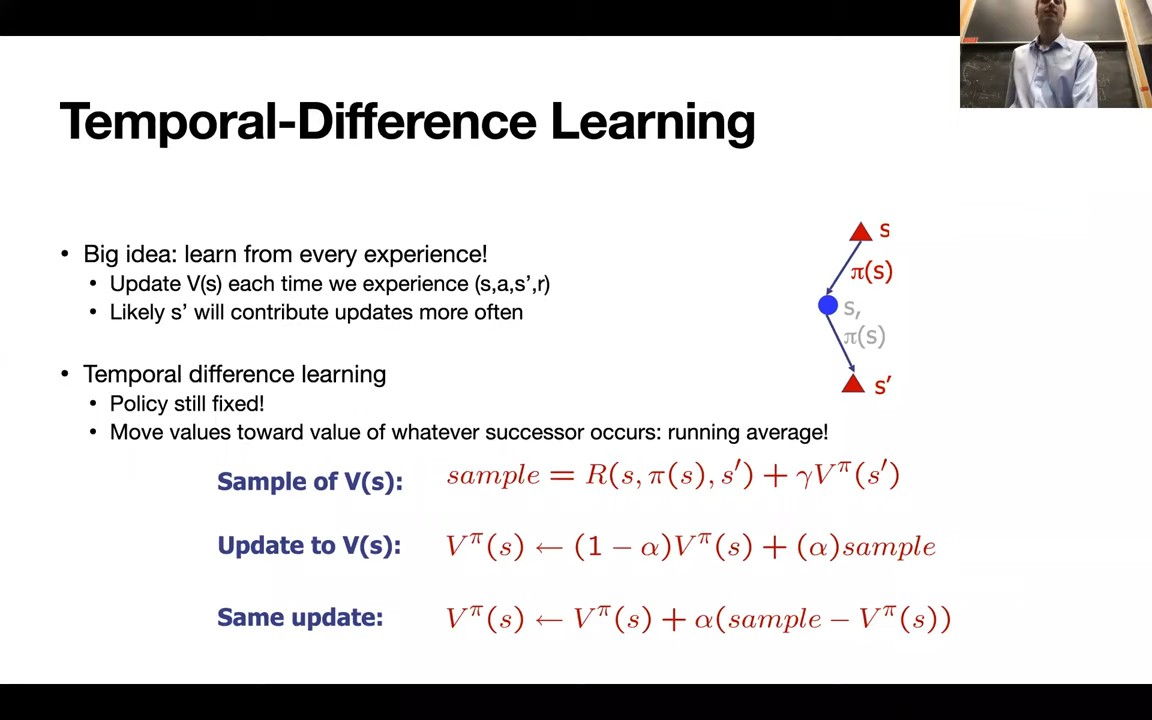 Temporal-Difference Learning
• Big idea: learn from every experience!
• Update V(s) each time we experience (s,a,s’,r)
• Likely s’ will contribute updates more often
• Temporal difference learning
• Policy still fixed!
• Move values toward value of whatever successor occurs: running average!
s
π(s)
s,
π(s)
s’
Sample of V(s): sample = R(s, π(s), s′) + γV^π(s′)
Update to V(s): V^π(s) ← (1 − α)V^π(s) + (α)sample
Same update: V^π(s) ← V^π(s) + α(sample − V^π(s))